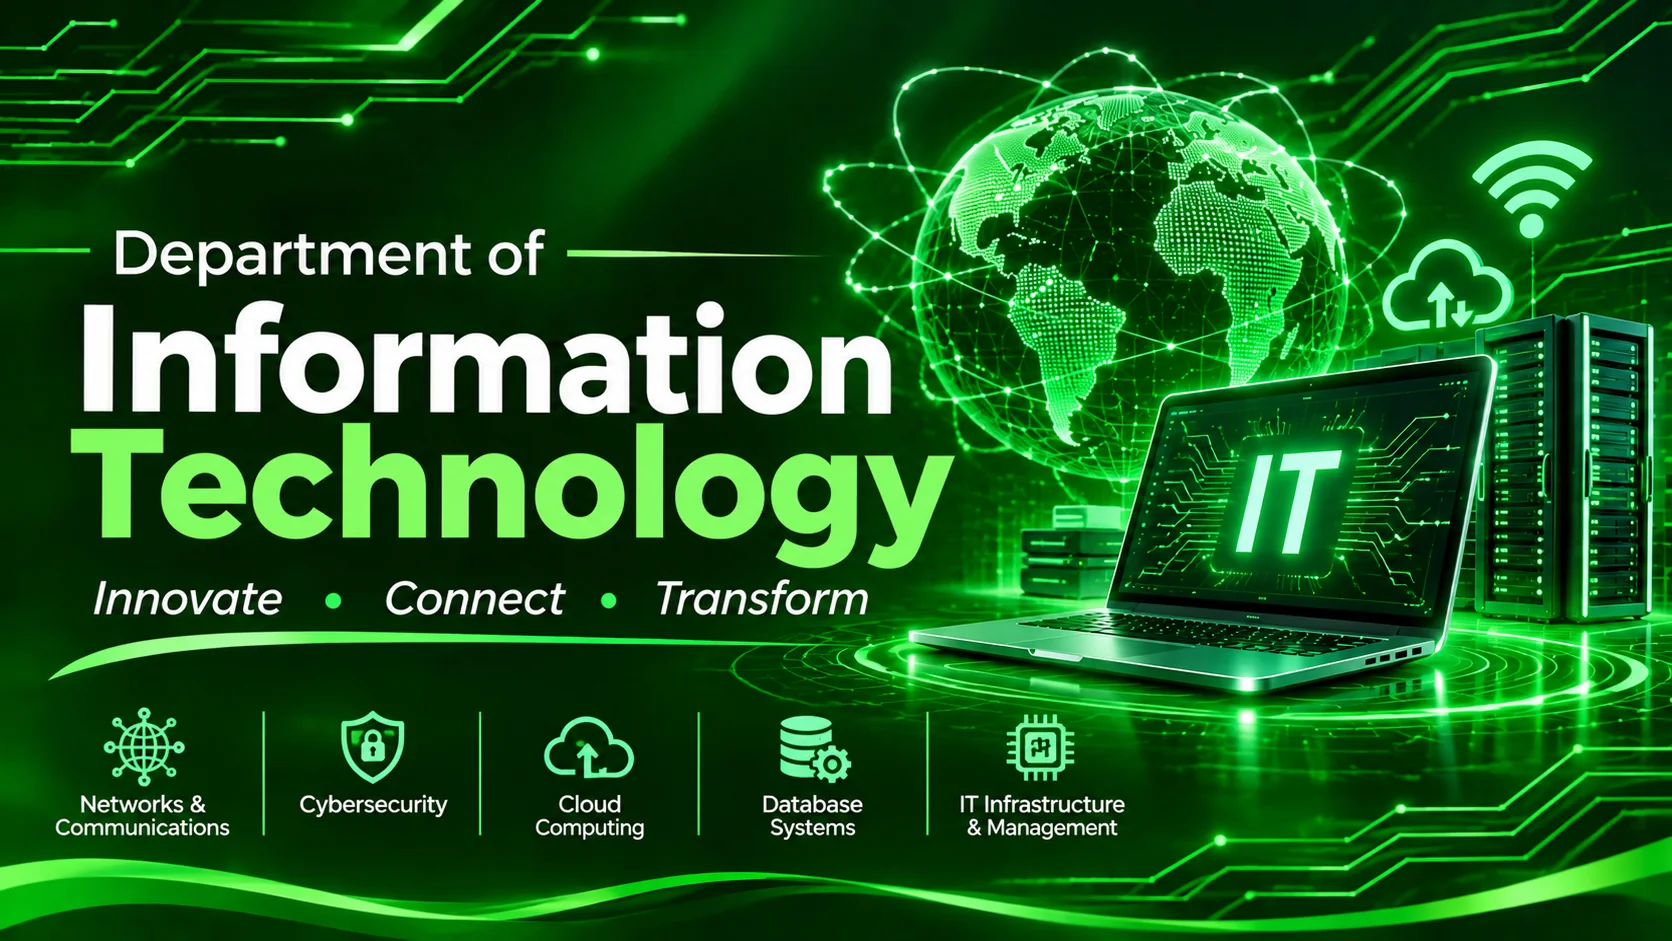 Department of
Information
Technology
Innovate • Connect • Transform
Networks &
Communications
Cybersecurity
Cloud
Computing
Database
Systems
IT Infrastructure
& Management
IT